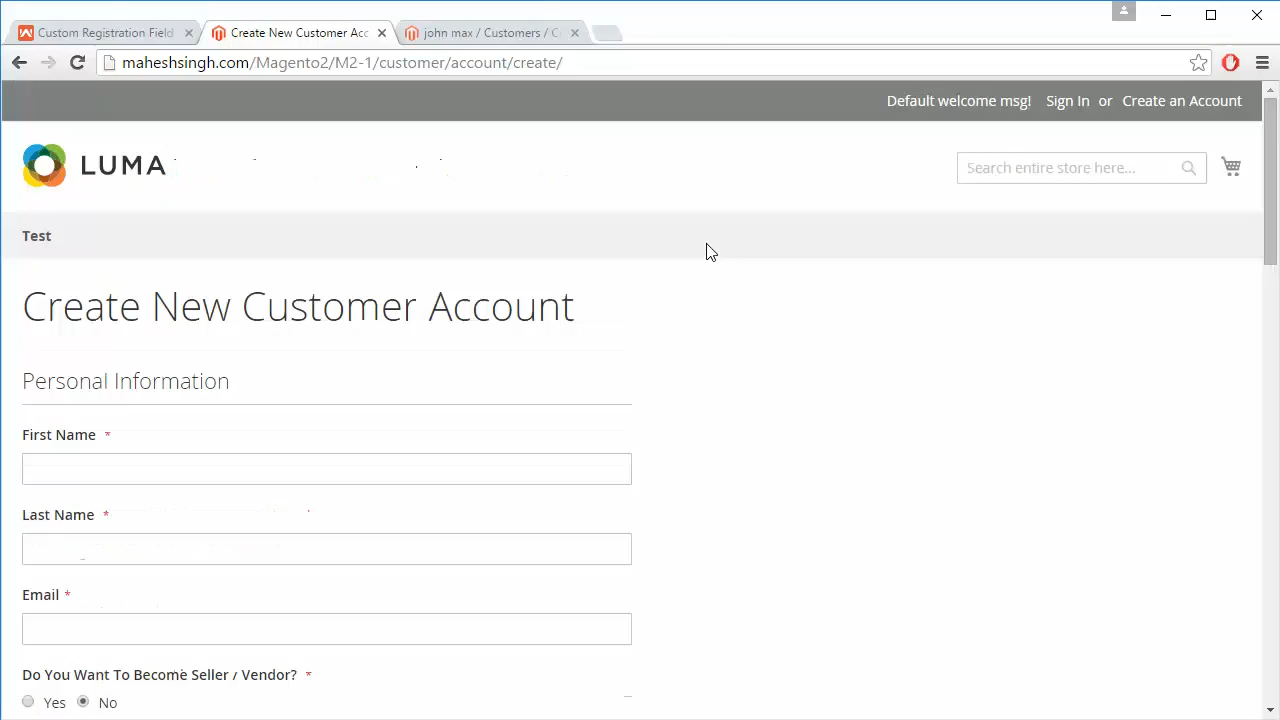 Custom Registration Field
Create New Customer Acc
john max / Customers / C
maheshsingh.com/Magento2/M2-1/customer/account/create/
Default welcome msg! Sign In or Create an Account
LUMA
Search entire store here...
Test
Create New Customer Account
Personal Information
First Name *
Last Name *
Email *
Do You Want To Become Seller / Vendor? *
Yes No